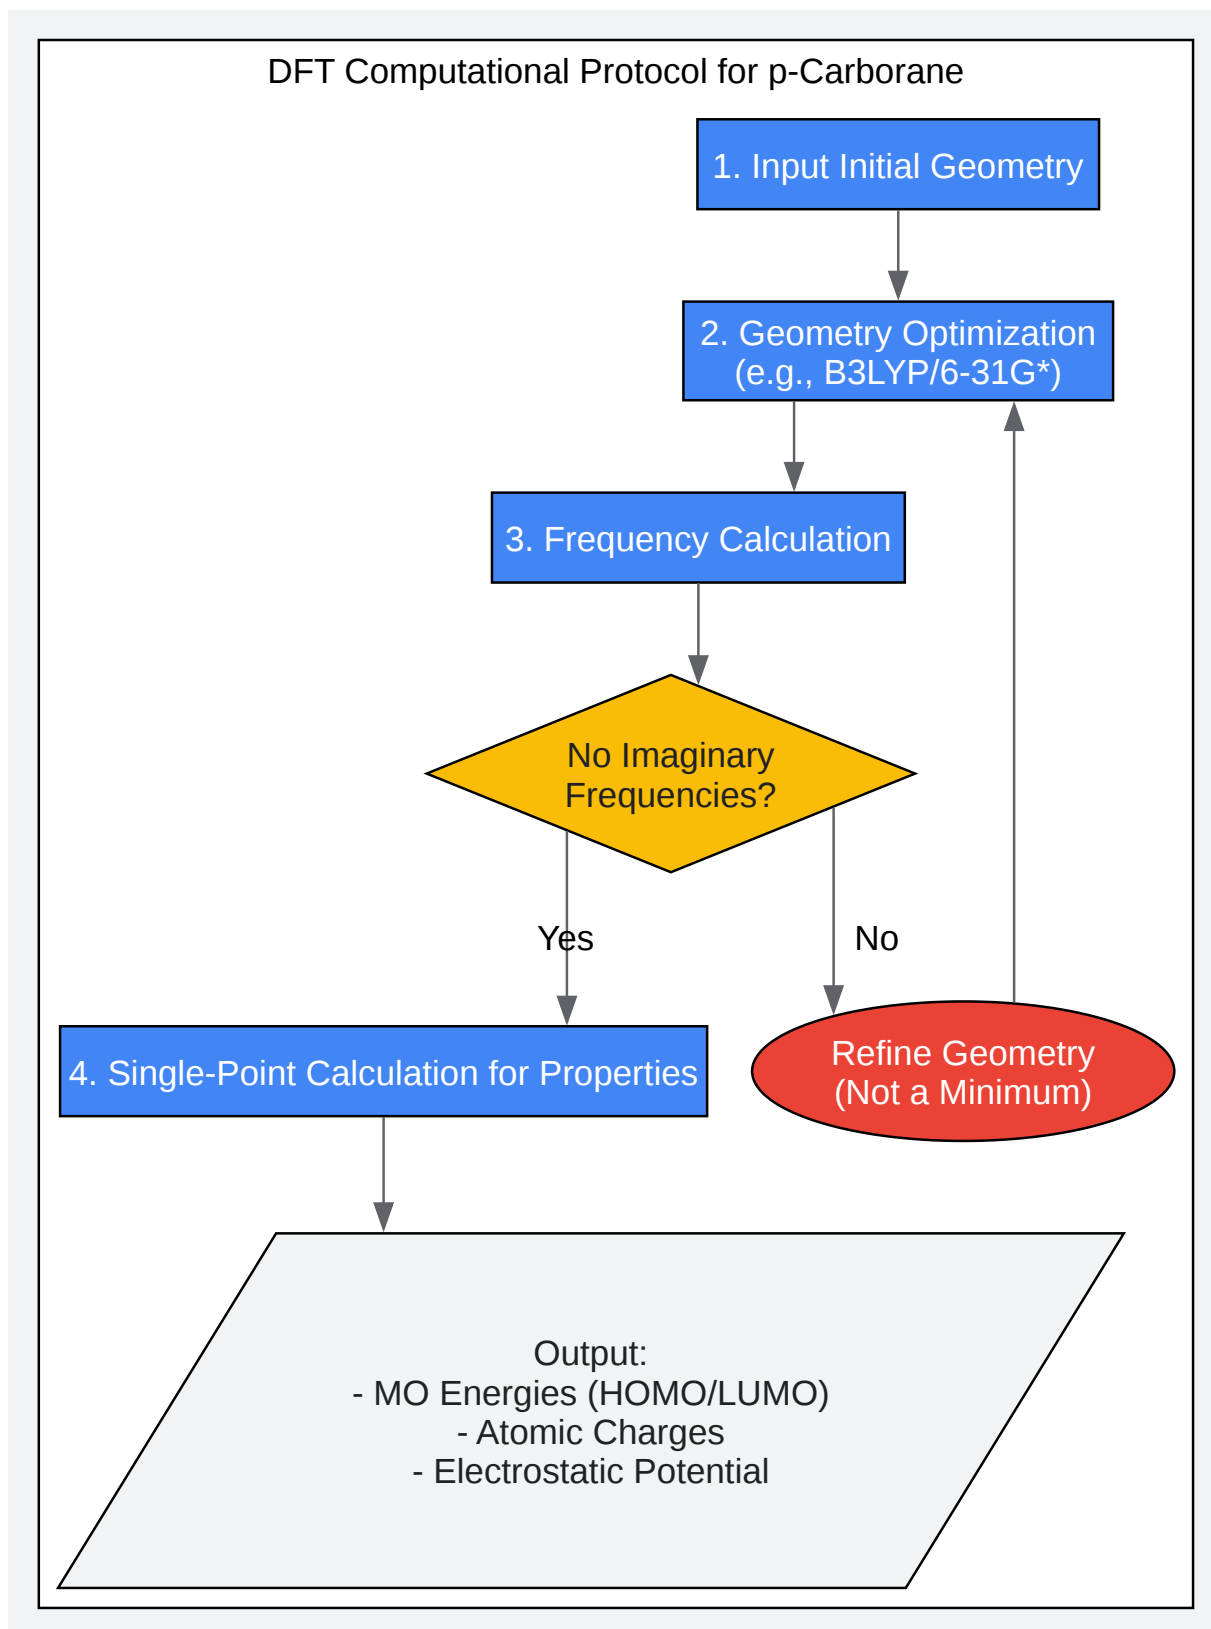 DFT Computational Protocol for p-Carborane
1. Input Initial Geometry
2. Geometry Optimization
(e.g., B3LYP/6-31G*)
3. Frequency Calculation
No Imaginary
Frequencies?
Yes
No
4. Single-Point Calculation for Properties
Refine Geometry
(Not a Minimum)
Output:
- MO Energies (HOMO/LUMO)
- Atomic Charges
- Electrostatic Potential